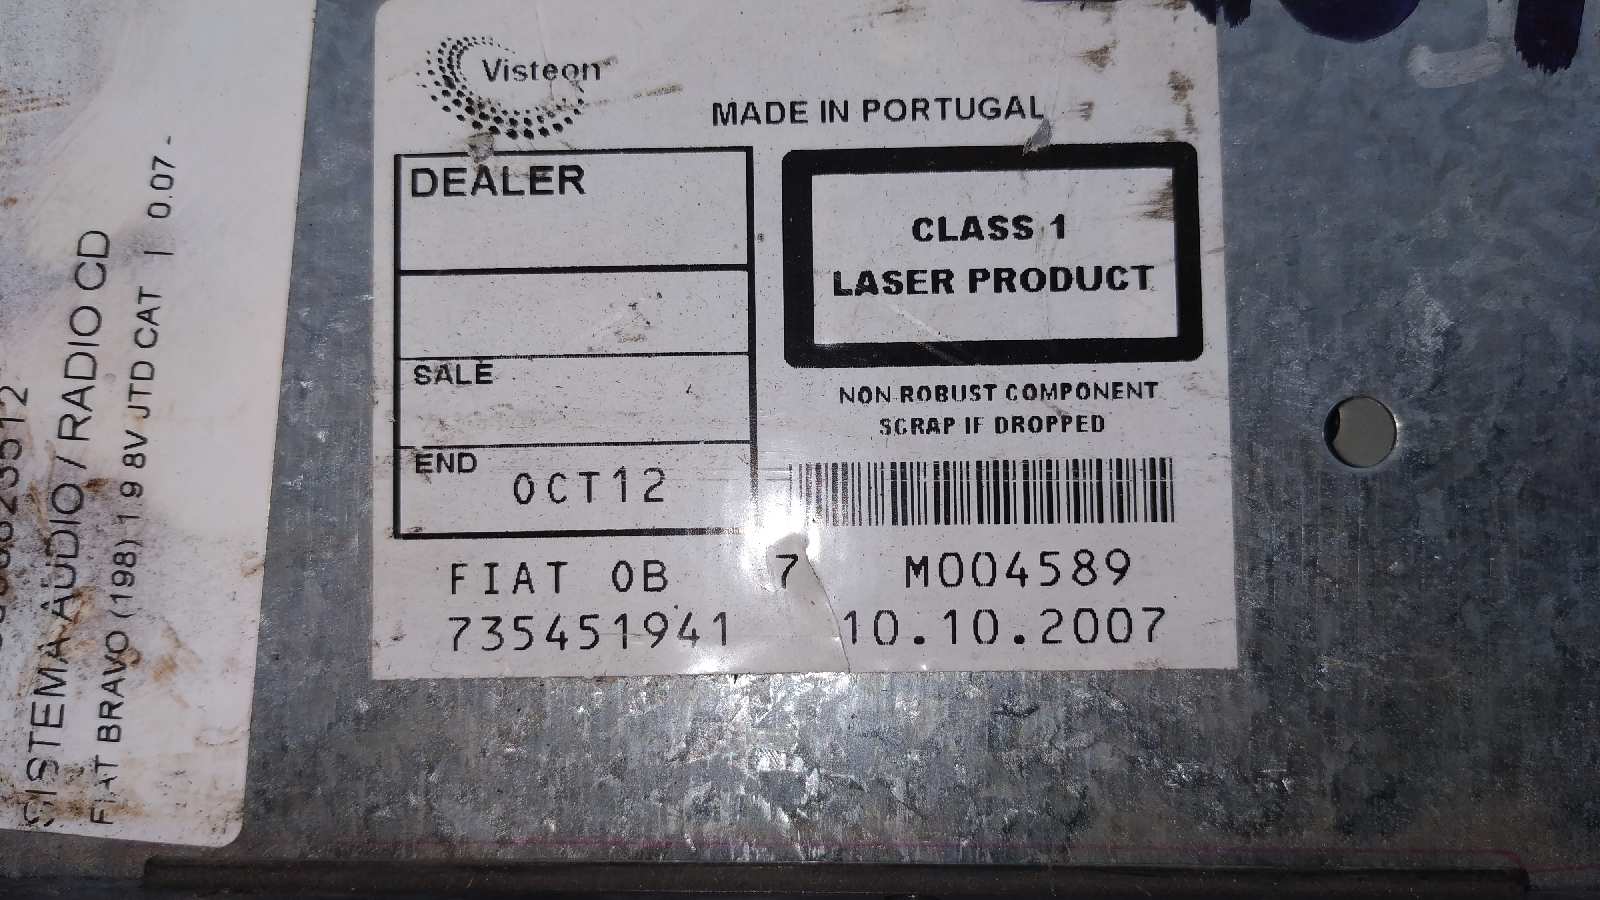 Visteon
MADE IN PORTUGAL
DEALER
CLASS 1
LASER PRODUCT
SALE
NON ROBUST COMPONENT
SCRAP IF DROPPED
END OCT12
FIAT 0B 7 M004589
735451941 10.10.2007
SISTEMA AUDIO / RADIO CD
FIAT BRAVO (198) 1.9 8V JTD CAT | 0.07 -